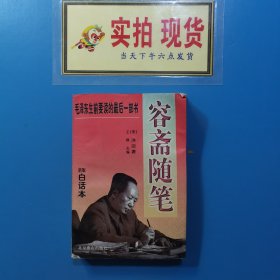 实拍 现货
当天下午六点发货
毛泽东生前要读的最后一部书
容斋随笔
白话本